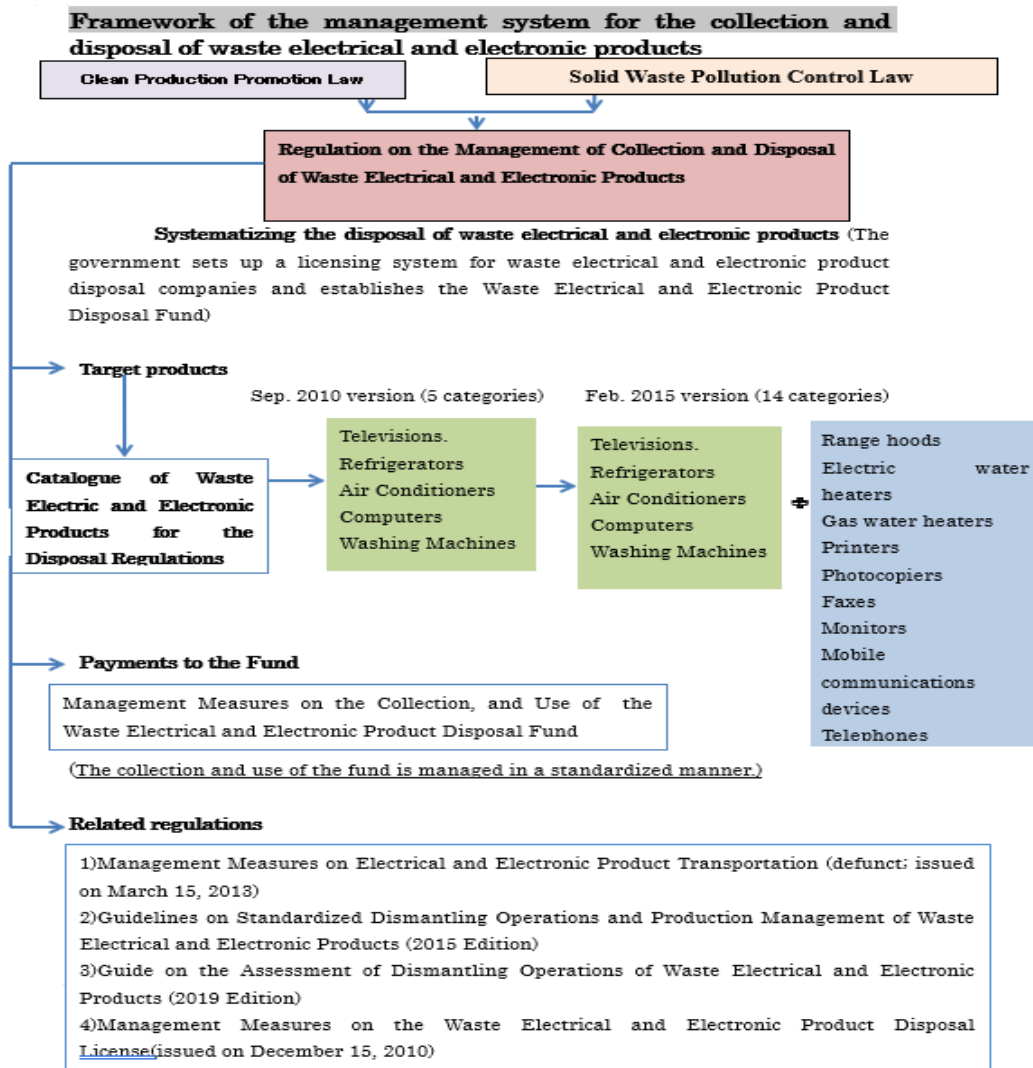 Framework of the management system for the collection and
disposal of waste electrical and electronic products
Clean Production Promotion Law
Solid Waste Pollution Control Law
Regulation on the Management of Collection and Disposal
of Waste Electrical and Electronic Products
Systematizing the disposal of waste electrical and electronic products (The
government sets up a licensing system for waste electrical and electronic product
disposal companies and establishes the Waste Electrical and Electronic Product
Disposal Fund)
Target products
Sep. 2010 version (5 categories)
Feb. 2015 version (14 categories)
Catalogue of Waste
Electric and Electronic
Products for the
Disposal Regulations
Televisions.
Refrigerators
Air Conditioners
Computers
Washing Machines
Televisions.
Refrigerators
Air Conditioners
Computers
Washing Machines
+
Range hoods
Electric water
heaters
Gas water heaters
Printers
Photocopiers
Faxes
Monitors
Mobile
communications
devices
Telephones
Payments to the Fund
Management Measures on the Collection, and Use of the
Waste Electrical and Electronic Product Disposal Fund
(The collection and use of the fund is managed in a standardized manner.)
Related regulations
1)Management Measures on Electrical and Electronic Product Transportation (defunct; issued
on March 15, 2013)
2)Guidelines on Standardized Dismantling Operations and Production Management of Waste
Electrical and Electronic Products (2015 Edition)
3)Guide on the Assessment of Dismantling Operations of Waste Electrical and Electronic
Products (2019 Edition)
4)Management Measures on the Waste Electrical and Electronic Product Disposal
License(issued on December 15, 2010)